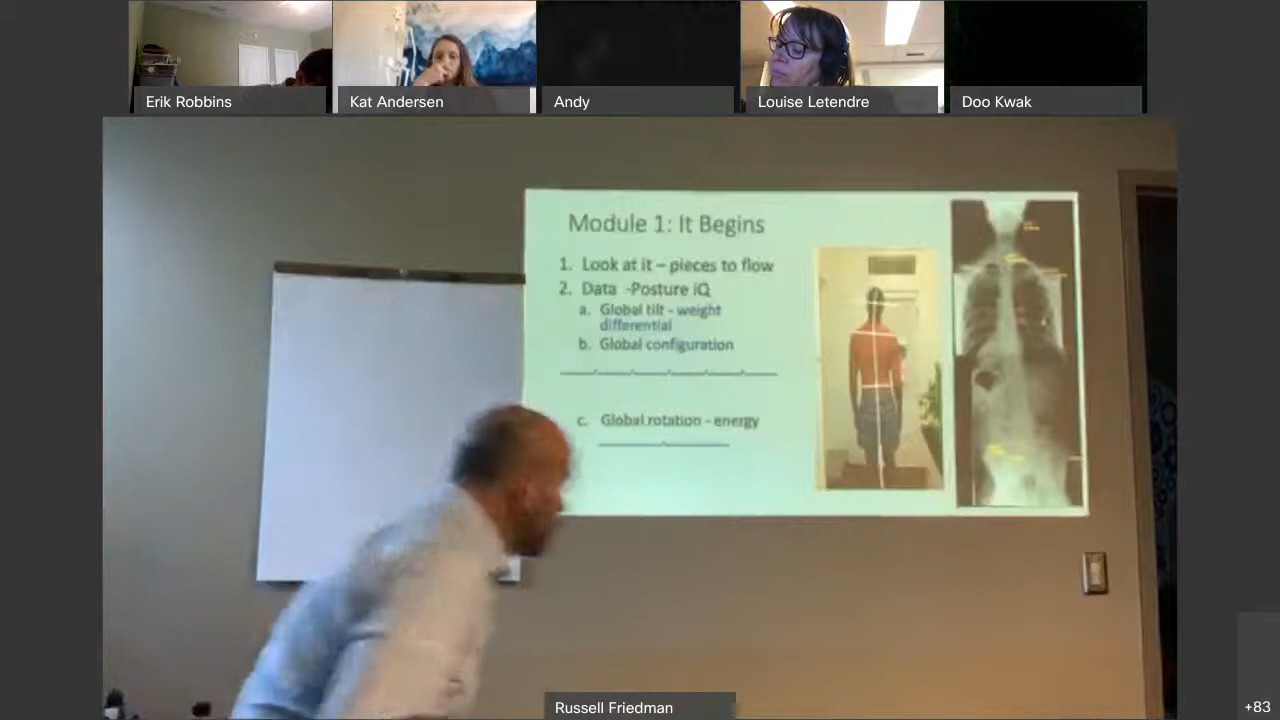 Erik Robbins
Kat Andersen
Andy
Louise Letendre
Doo Kwak
Module 1: It Begins
1. Look at it – pieces to flow
2. Data -Posture iQ
a. Global tilt - weight
differential
b. Global configuration
c. Global rotation - energy
Russell Friedman
+83